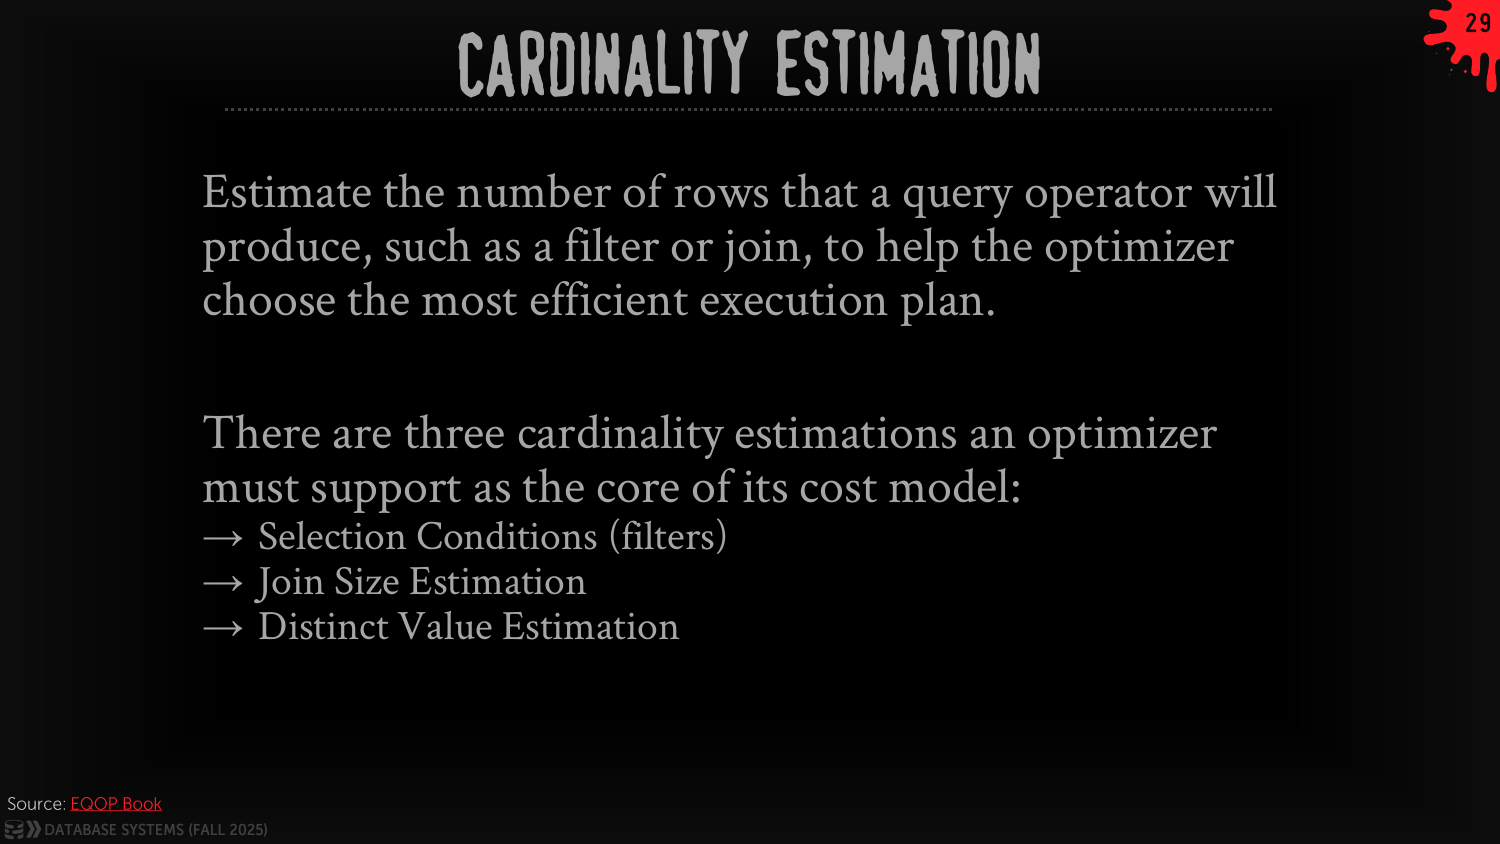 29
CARDINALITY ESTIMATION
Estimate the number of rows that a query operator will
produce, such as a filter or join, to help the optimizer
choose the most efficient execution plan.
There are three cardinality estimations an optimizer
must support as the core of its cost model:
→ Selection Conditions (filters)
→ Join Size Estimation
→ Distinct Value Estimation
Source: EQOP Book
DATABASE SYSTEMS (FALL 2025)